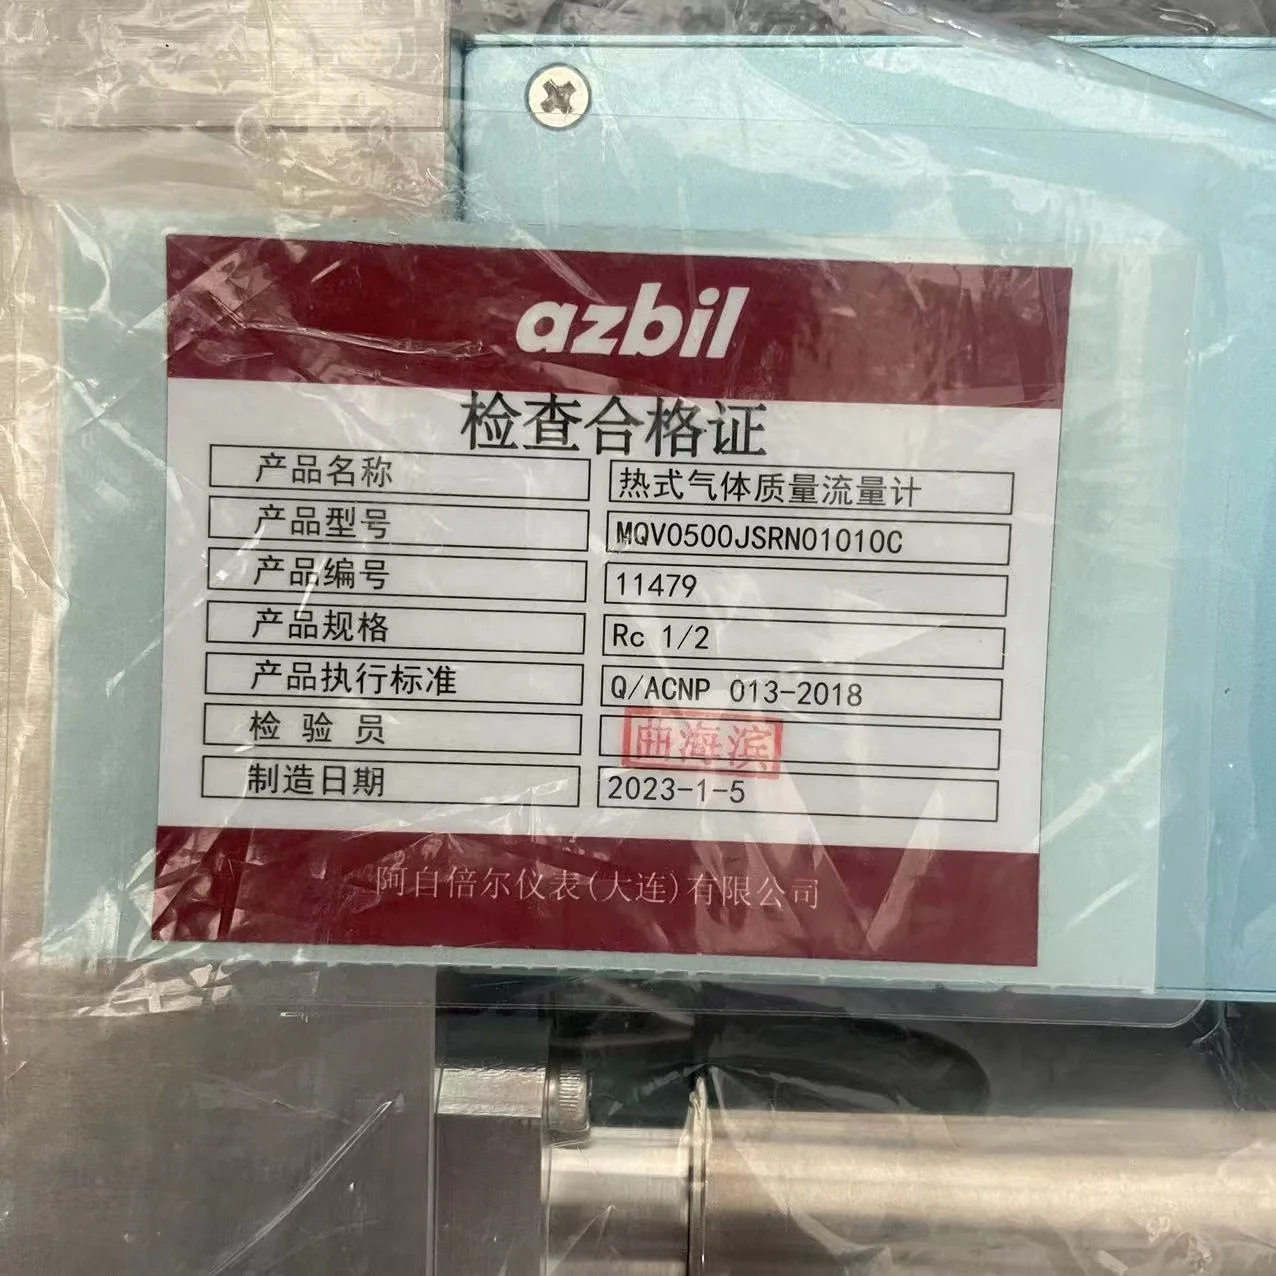 azbil
检查合格证
产品名称 热式气体质量流量计
产品型号 MQV0500JSRN01010C
产品编号 11479
产品规格 Rc 1/2
产品执行标准 Q/ACNP 013-2018
检 验 员 曲海滨
制造日期 2023-1-5
阿自倍尔仪表(大连)有限公司